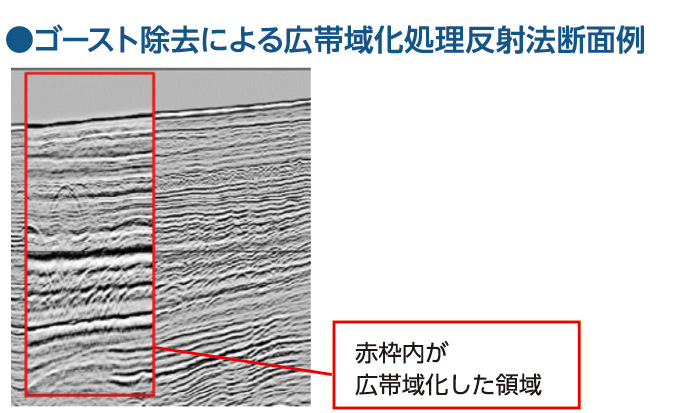 ●ゴースト除去による広帯域化処理反射法断面例
赤枠内が
広帯域化した領域